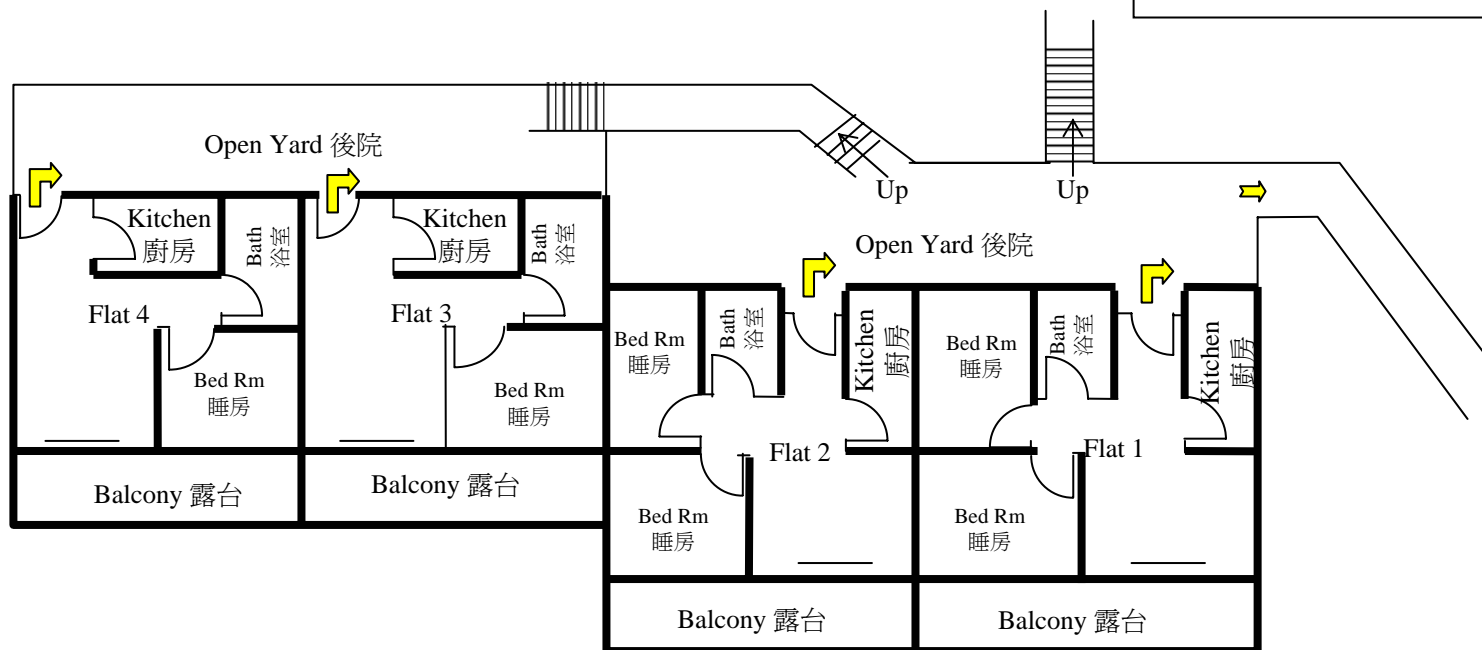 Open Yard 後院
Up
Up
Kitchen
廚房
Bath
浴室
Kitchen
廚房
Bath
浴室
Open Yard 後院
Flat 4
Flat 3
Bed Rm
睡房
Bath
浴室
Kitchen
廚房
Bed Rm
睡房
Bath
浴室
Kitchen
廚房
Bed Rm
睡房
Bed Rm
睡房
Flat 2
Flat 1
Balcony 露台
Balcony 露台
Bed Rm
睡房
Bed Rm
睡房
Balcony 露台
Balcony 露台